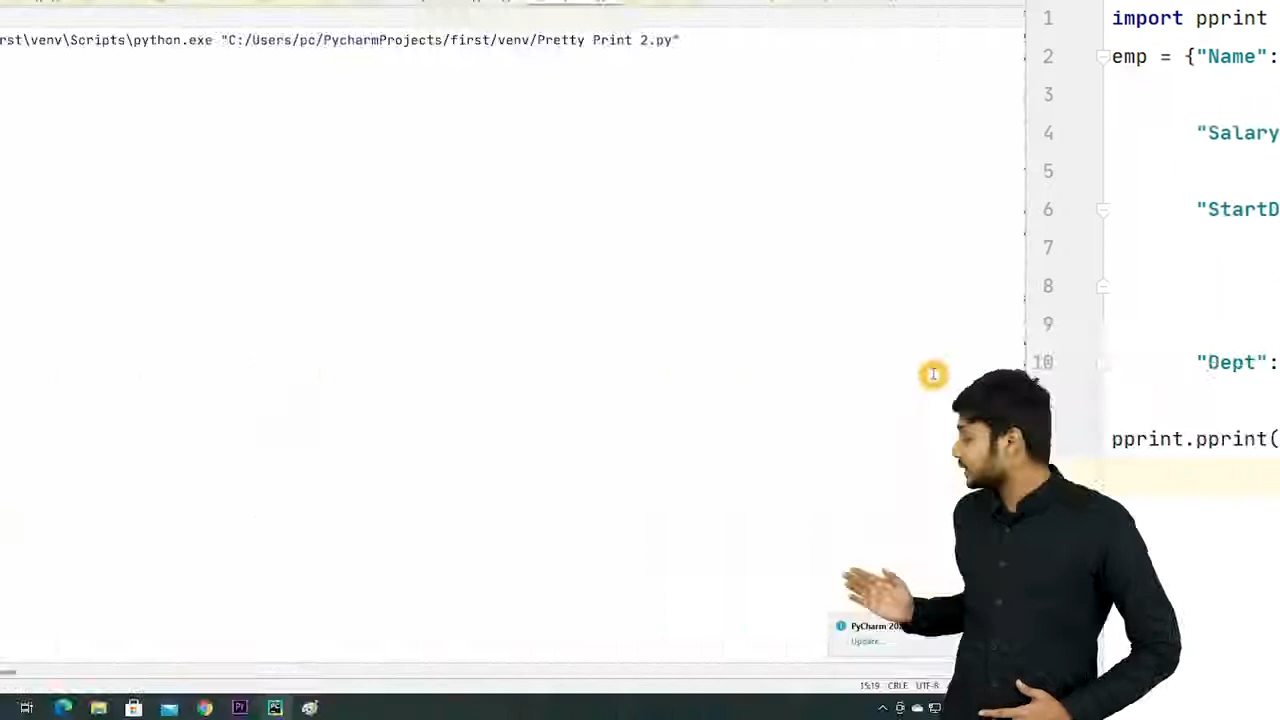 rst\venv\Scripts\python.exe "C:/Users/pc/PycharmProjects/first/venv/Pretty Print 2.py"
1 import pprint
2 emp = {"Name":
3
4 "Salary
5
6 "StartD
7
8
9
10 "Dept":
pprint.pprint(
PyCharm 20
Update...
15:19 CRLF UTF-8